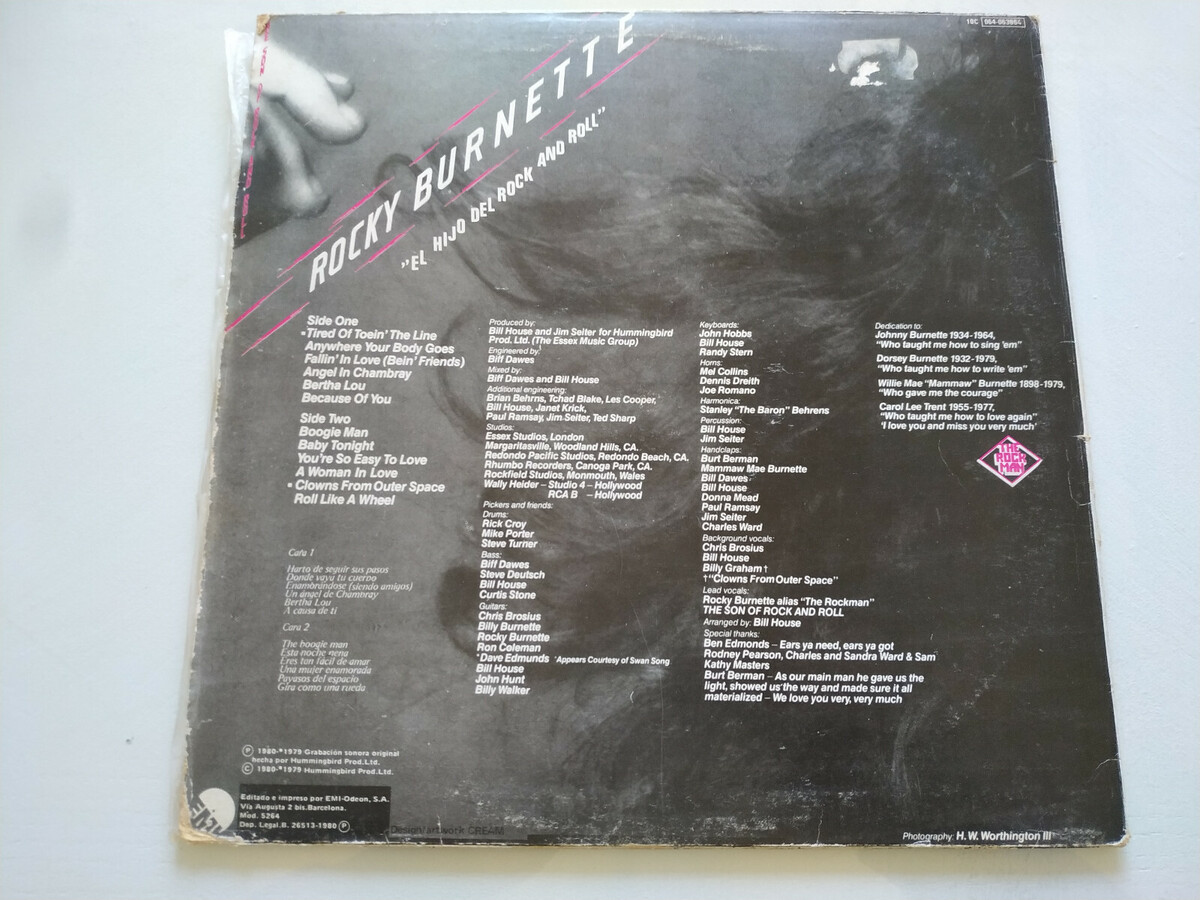 10C 064-063994
ROCKY BURNETTE
"EL HIJO DEL ROCK AND ROLL"
Side One
*Tired Of Toein' The Line
Anywhere Your Body Goes
Fallin' In Love (Bein' Friends)
Angel In Chambray
Bertha Lou
Because Of You
Side Two
Boogie Man
Baby Tonight
You're So Easy To Love
A Woman In Love
*Clowns From Outer Space
Roll Like A Wheel
Cara 1
Harto de seguir sus pasos
Donde vaya tu cuerpo
Enamorándose (siendo amigos)
Un ángel de Chambray
Bertha Lou
A causa de ti
Cara 2
The boogie man
Esta noche nena
Eres tan fácil de amar
Una mujer enamorada
Payasos del espacio
Gira como una rueda
Ⓟ 1980-*1979 Grabación sonora original
hecha por Hummingbird Prod.Ltd.
© 1980-*1979 Hummingbird Prod.Ltd.
EMI
Editado e impreso por EMI-Odeon, S.A.
Vía Augusta 2 bis.Barcelona.
Mod. 5264
Dep. Legal.B. 26513-1980 Ⓟ
Design/artwork CREAM
Produced by:
Bill House and Jim Seiter for Hummingbird
Prod. Ltd. (The Essex Music Group)
Engineered by:
Biff Dawes
Mixed by:
Biff Dawes and Bill House
Additional engineering:
Brian Behrns, Tchad Blake, Les Cooper,
Bill House, Janet Krick,
Paul Ramsay, Jim Seiter, Ted Sharp
Studios:
Essex Studios, London
Margaritasville, Woodland Hills, CA.
Redondo Pacific Studios, Redondo Beach, CA.
Rhumbo Recorders, Canoga Park, CA.
Rockfield Studios, Monmouth, Wales
Wally Heider – Studio 4 – Hollywood
RCA B – Hollywood
Pickers and friends:
Drums:
Rick Croy
Mike Porter
Steve Turner
Bass:
Biff Dawes
Steve Deutsch
Bill House
Curtis Stone
Guitars:
Chris Brosius
Billy Burnette
Rocky Burnette
Ron Coleman
*Dave Edmunds *Appears Courtesy of Swan Song
Bill House
John Hunt
Billy Walker
Keyboards:
John Hobbs
Bill House
Randy Stern
Horns:
Mel Collins
Dennis Dreith
Joe Romano
Harmonica:
Stanley "The Baron" Behrens
Percussion:
Bill House
Jim Seiter
Handclaps:
Burt Berman
Mammaw Mae Burnette
Bill Dawes
Bill House
Donna Mead
Paul Ramsay
Jim Seiter
Charles Ward
Background vocals:
Chris Brosius
Bill House
Billy Graham †
†"Clowns From Outer Space"
Lead vocals:
Rocky Burnette alias "The Rockman"
THE SON OF ROCK AND ROLL
Arranged by: Bill House
Special thanks:
Ben Edmonds – Ears ya need, ears ya got
Rodney Pearson, Charles and Sandra Ward & Sam
Kathy Masters
Burt Berman – As our main man he gave us the
light, showed us the way and made sure it all
materialized – We love you very, very much
Dedication to:
Johnny Burnette 1934-1964,
"Who taught me how to sing 'em"
Dorsey Burnette 1932-1979,
"Who taught me how to write 'em"
Willie Mae "Mammaw" Burnette 1898-1979,
"Who gave me the courage"
Carol Lee Trent 1955-1977,
"Who taught me how to love again"
'I love you and miss you very much'
THE
ROCK
MAN
Photography: H. W. Worthington III